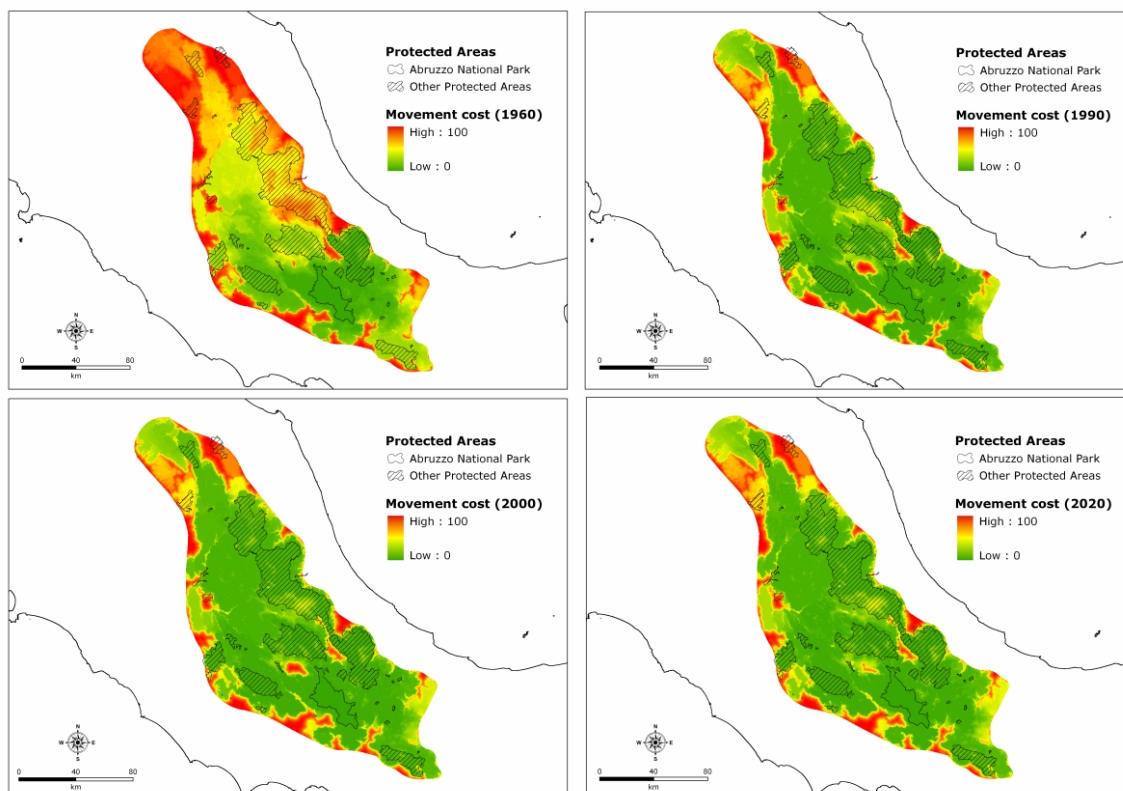 Protected Areas
Abruzzo National Park
Other Protected Areas
Movement cost (1960)
High : 100
Low : 0
N
W E
S
0 40 80
km
Protected Areas
Abruzzo National Park
Other Protected Areas
Movement cost (1990)
High : 100
Low : 0
N
W E
S
0 40 80
km
Protected Areas
Abruzzo National Park
Other Protected Areas
Movement cost (2000)
High : 100
Low : 0
N
W E
S
0 40 80
km
Protected Areas
Abruzzo National Park
Other Protected Areas
Movement cost (2020)
High : 100
Low : 0
N
W E
S
0 40 80
km